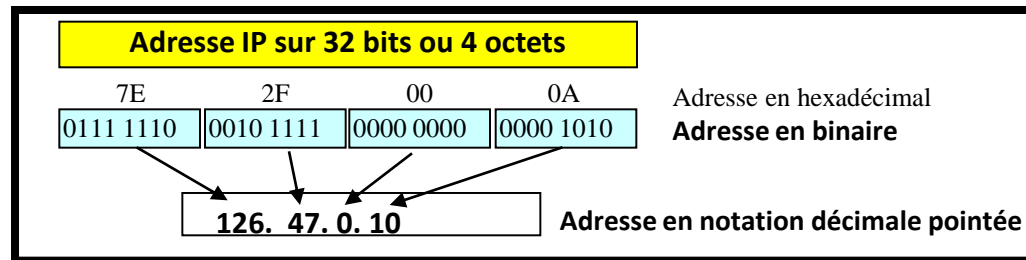 Adresse IP sur 32 bits ou 4 octets
7E 2F 00 0A Adresse en hexadécimal
0111 1110 0010 1111 0000 0000 0000 1010 Adresse en binaire
126. 47. 0. 10 Adresse en notation décimale pointée